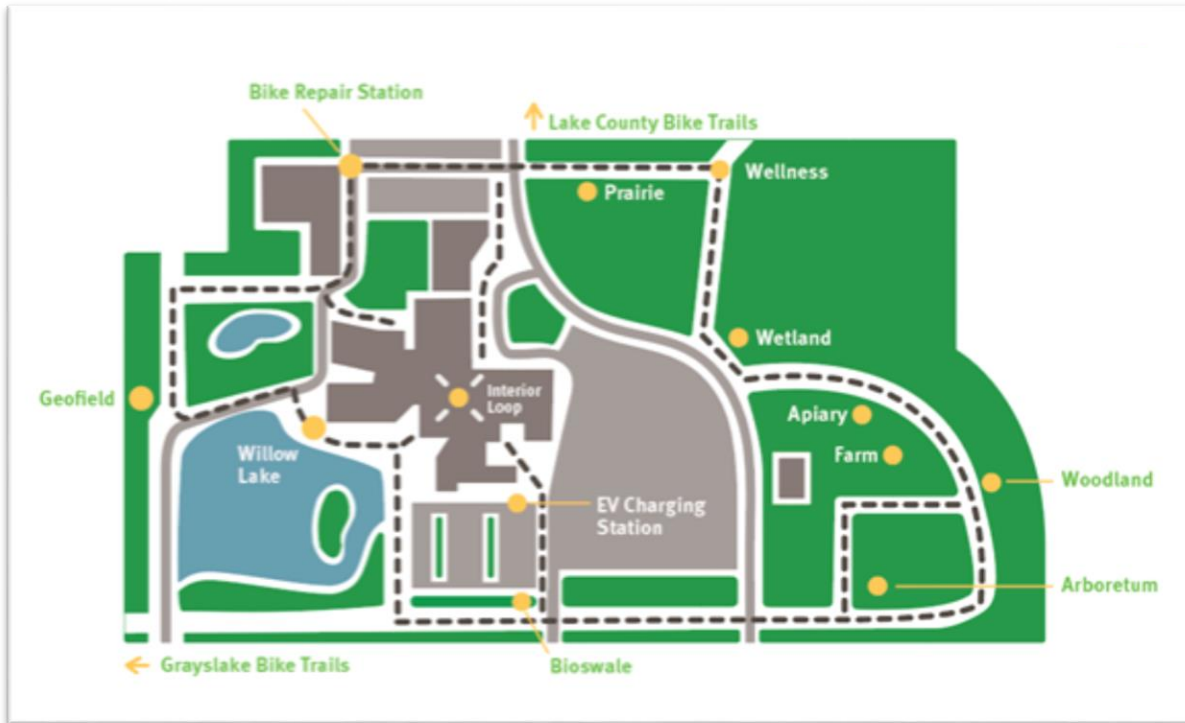 Bike Repair Station
Lake County Bike Trails
Wellness
Prairie
Wetland
Geofield
Interior
Loop
Apiary
Willow
Lake
Farm
Woodland
EV Charging
Station
Arboretum
Grayslake Bike Trails
Bioswale